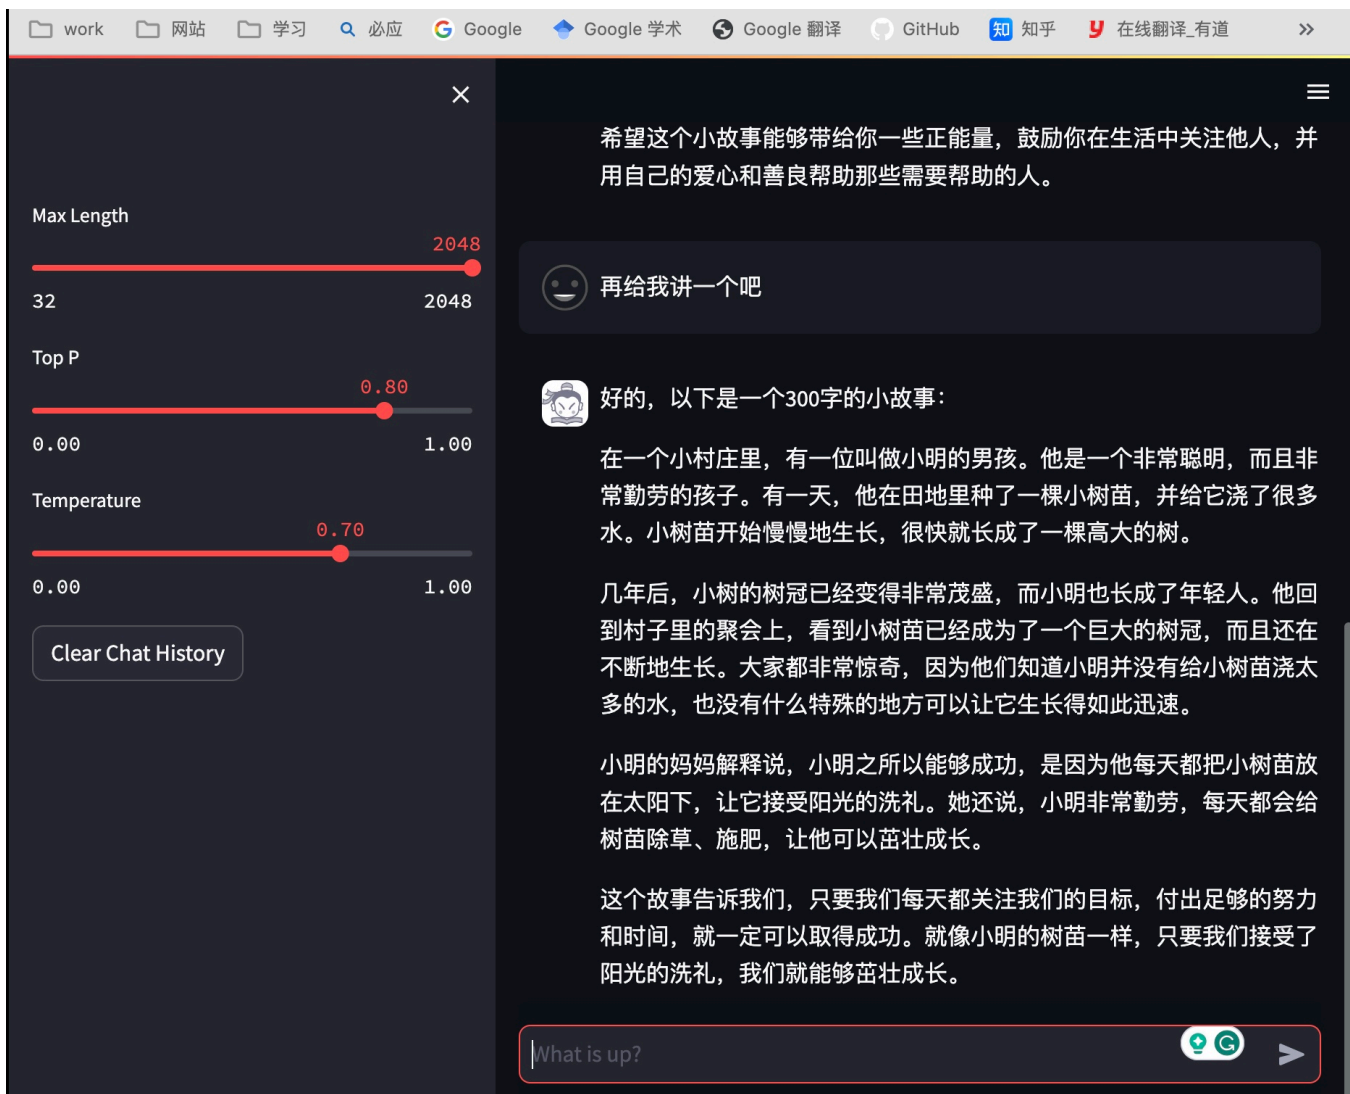 work 网站 学习 必应 Google Google 学术 Google 翻译 GitHub 知乎 在线翻译_有道 »
Max Length
2048
32 2048
Top P
0.80
0.00 1.00
Temperature
0.70
0.00 1.00
Clear Chat History
希望这个小故事能够带给你一些正能量，鼓励你在生活中关注他人，并
用自己的爱心和善良帮助那些需要帮助的人。
再给我讲一个吧
好的，以下是一个300字的小故事：
在一个小村庄里，有一位叫做小明的男孩。他是一个非常聪明，而且非
常勤劳的孩子。有一天，他在田地里种了一棵小树苗，并给它浇了很多
水。小树苗开始慢慢地生长，很快就长成了一棵高大的树。
几年后，小树的树冠已经变得非常茂盛，而小明也长成了年轻人。他回
到村子里的聚会上，看到小树苗已经成为了一个巨大的树冠，而且还在
不断地生长。大家都非常惊奇，因为他们知道小明并没有给小树苗浇太
多的水，也没有什么特殊的地方可以让它生长得如此迅速。
小明的妈妈解释说，小明之所以能够成功，是因为他每天都把小树苗放
在太阳下，让它接受阳光的洗礼。她还说，小明非常勤劳，每天都会给
树苗除草、施肥，让他可以茁壮成长。
这个故事告诉我们，只要我们每天都关注我们的目标，付出足够的努力
和时间，就一定可以取得成功。就像小明的树苗一样，只要我们接受了
阳光的洗礼，我们就能够茁壮成长。
What is up?